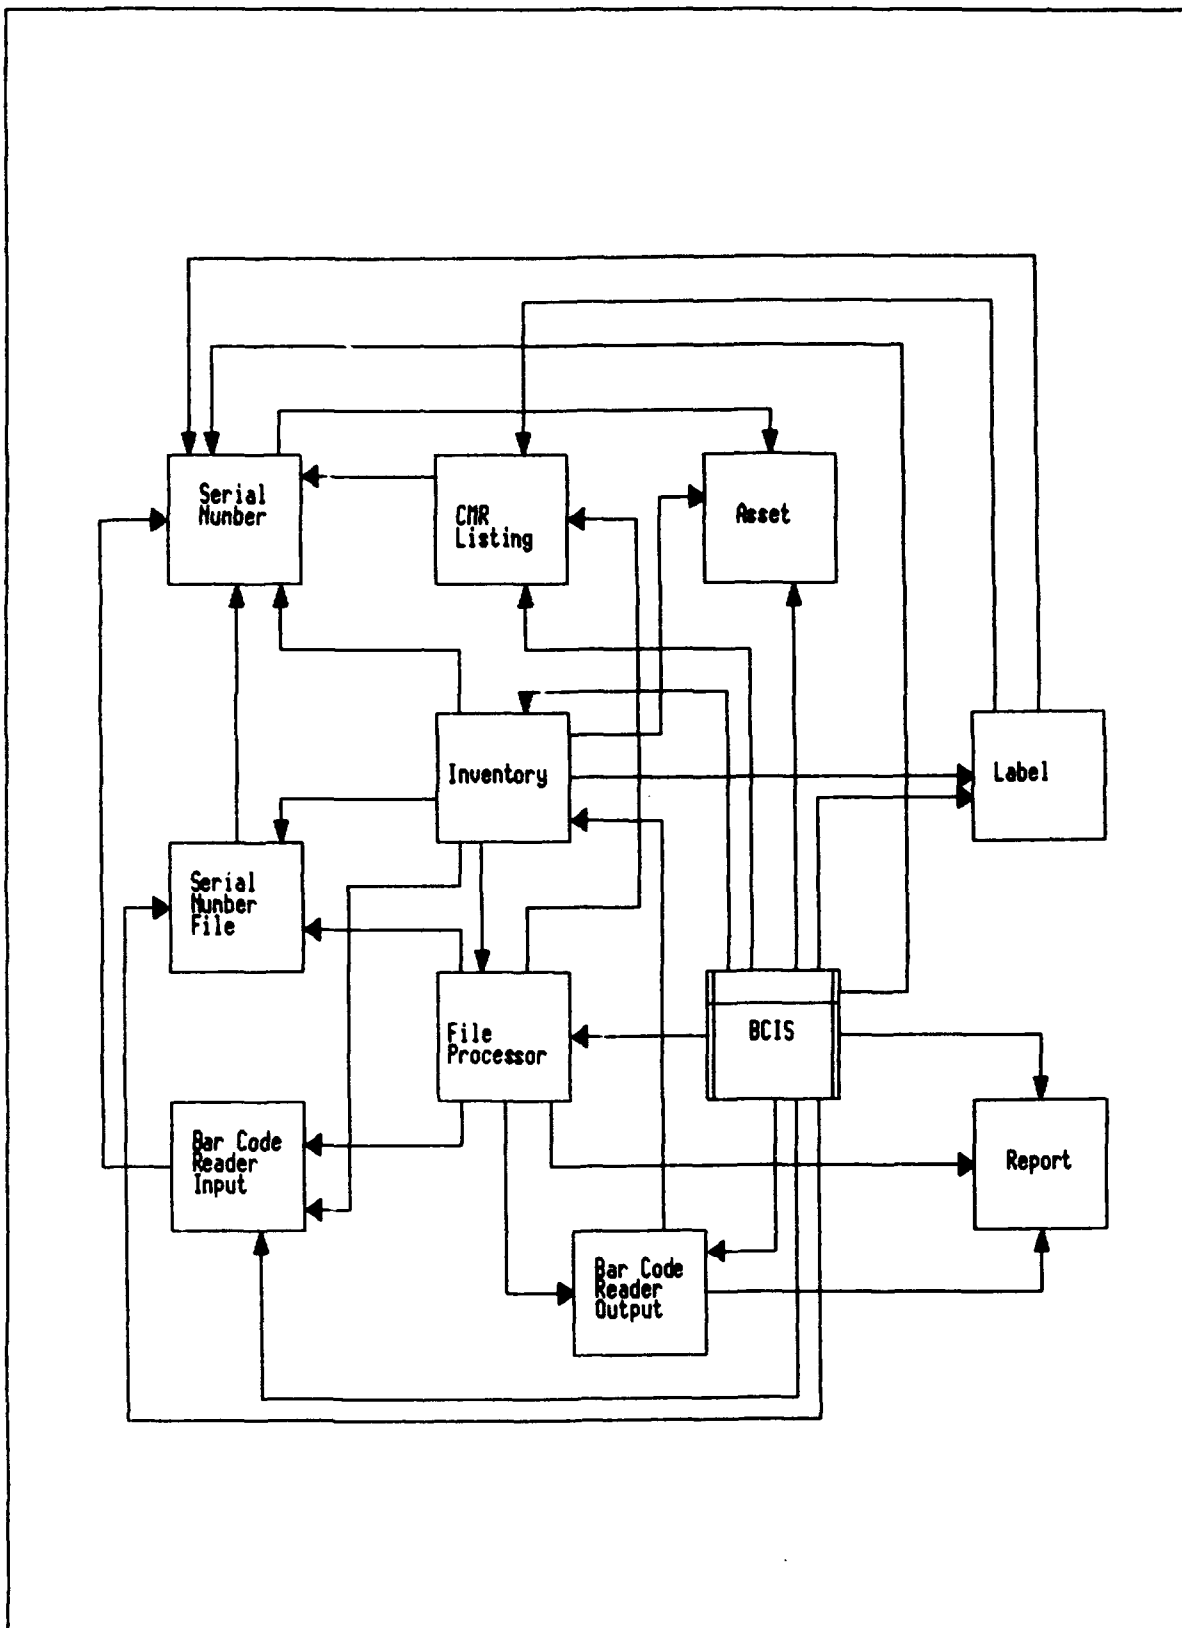 Serial
Number
CMR
Listing
Asset
Inventory
Label
Serial
Number
File
File
Processor
BCIS
Bar Code
Reader
Input
Report
Bar Code
Reader
Output